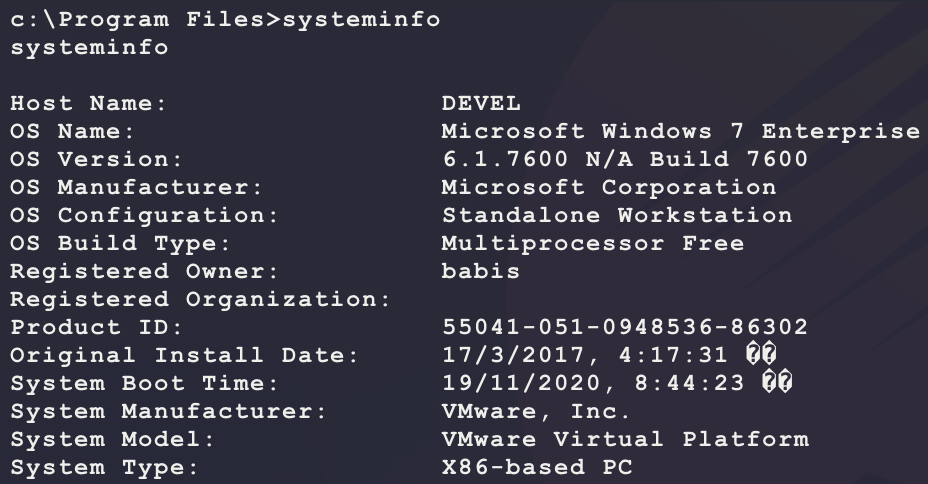 c:\Program Files>systeminfo
systeminfo
Host Name: DEVEL
OS Name: Microsoft Windows 7 Enterprise
OS Version: 6.1.7600 N/A Build 7600
OS Manufacturer: Microsoft Corporation
OS Configuration: Standalone Workstation
OS Build Type: Multiprocessor Free
Registered Owner: babis
Registered Organization:
Product ID: 55041-051-0948536-86302
Original Install Date: 17/3/2017, 4:17:31 ��
System Boot Time: 19/11/2020, 8:44:23 ��
System Manufacturer: VMware, Inc.
System Model: VMware Virtual Platform
System Type: X86-based PC